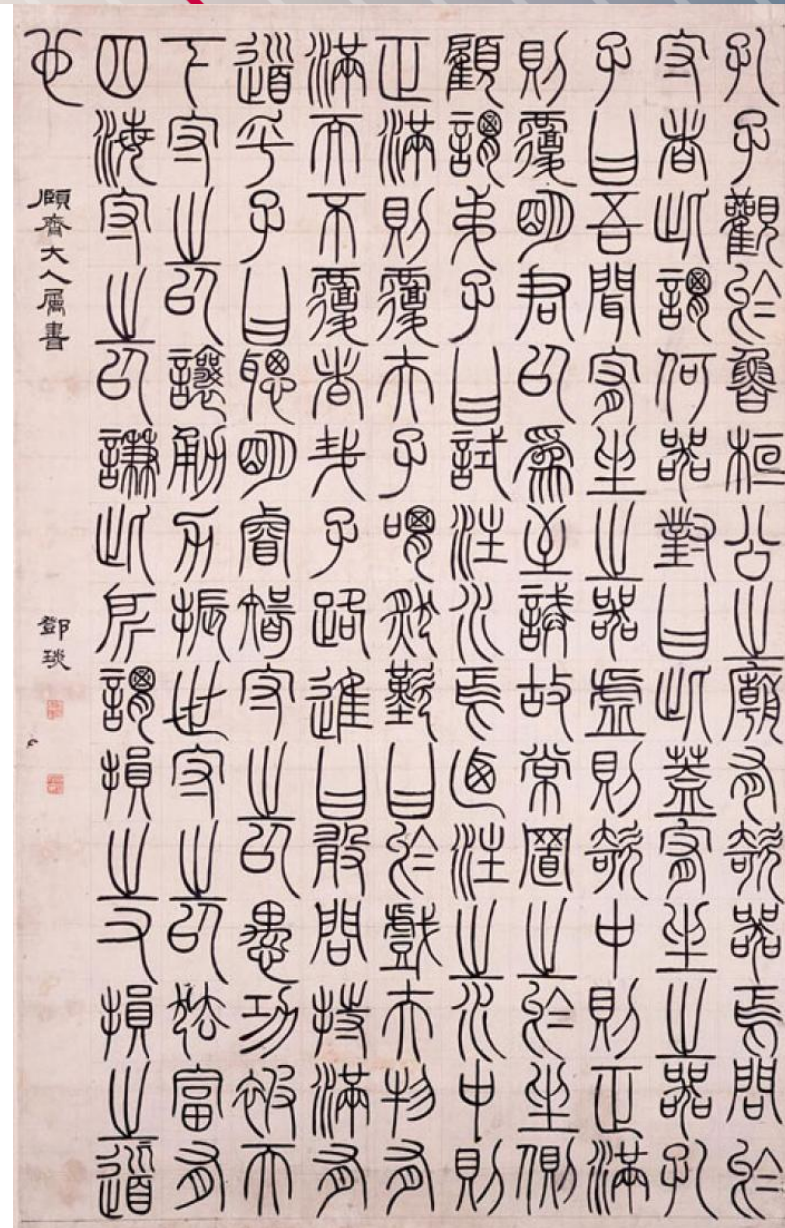 孔子觀於魯桓公之廟有欹器焉問於
守者此謂何器對曰此蓋宥坐之器孔
子曰吾聞宥坐之器虛則欹中則正滿
則覆明君以爲至誡故常置之於坐側
顧謂弟子曰試注水焉迺注之水中則
正滿則覆夫子喟然歎曰於戲夫物有
滿而不覆者哉子路進曰敢問持滿有
道乎子曰聰明睿智守之以愚功被天
下守之以讓勇力振世守之以怯富有
四海守之以謙此所謂損之又損之道
也
頤齋大人屬書
鄧琰